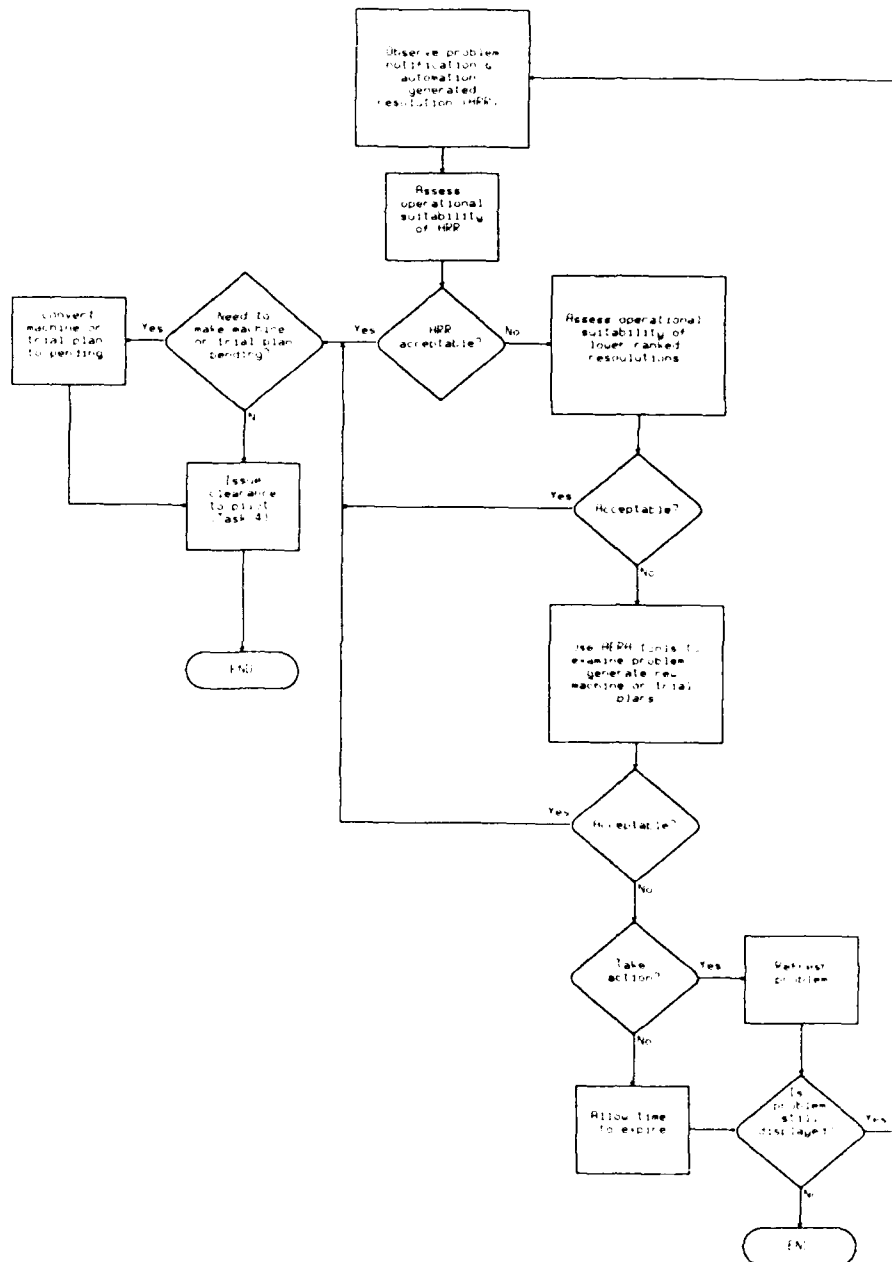 Observe problem
notification &
automation
generated
resolution (HRR).
Assess
operational
suitability
of HRR
HRR
acceptable?
Yes
No
Need to
make machine
or trial plan
pending?
Yes
N
convert
machine or
trial plan
to pending
Issue
clearance
to pilot
(Task 4)
END
Assess operational
suitability of
lower ranked
resoulutions
Acceptable?
Yes
No
Use AERA tools to
examine problem
generate new
machine or trial
plans
Acceptable?
Yes
No
Take
action?
Yes
No
problem
Allow time
to expire
Is
problem
still
displayed?
Yes
No
END